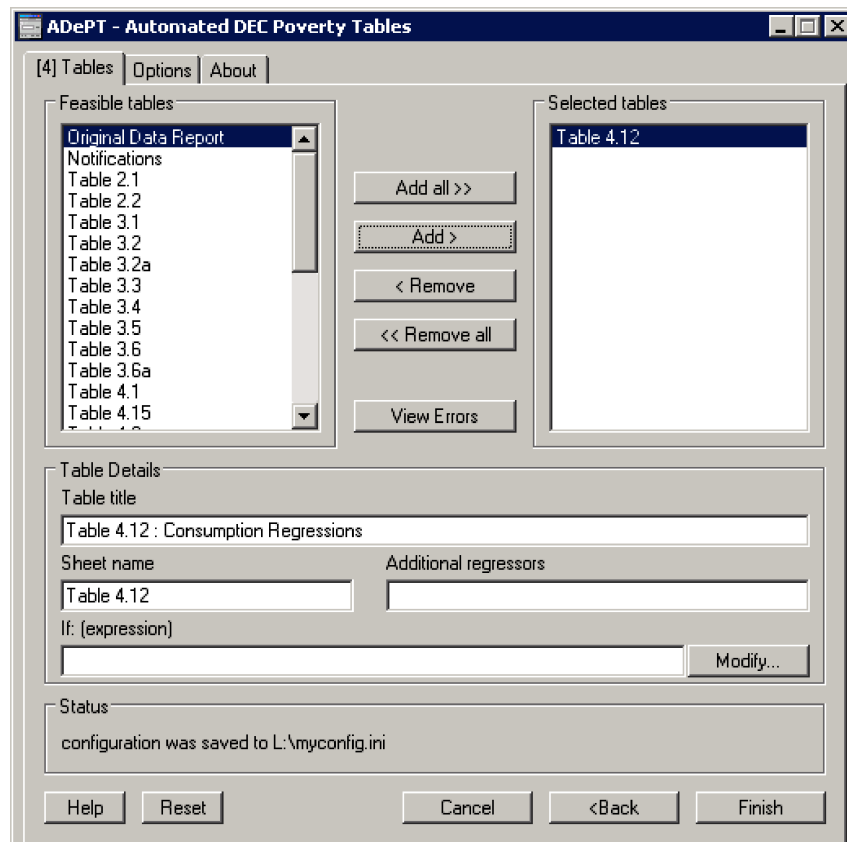 ADePT - Automated DEC Poverty Tables
[4] Tables
Options
About
Feasible tables
Original Data Report
Notifications
Table 2.1
Table 2.2
Table 3.1
Table 3.2
Table 3.2a
Table 3.3
Table 3.4
Table 3.5
Table 3.6
Table 3.6a
Table 4.1
Table 4.15
Add all >>
Add >
< Remove
<< Remove all
View Errors
Selected tables
Table 4.12
Table Details
Table title
Table 4.12 : Consumption Regressions
Sheet name
Additional regressors
Table 4.12
If: (expression)
Modify...
Status
configuration was saved to L:\myconfig.ini
Help
Reset
Cancel
<Back
Finish